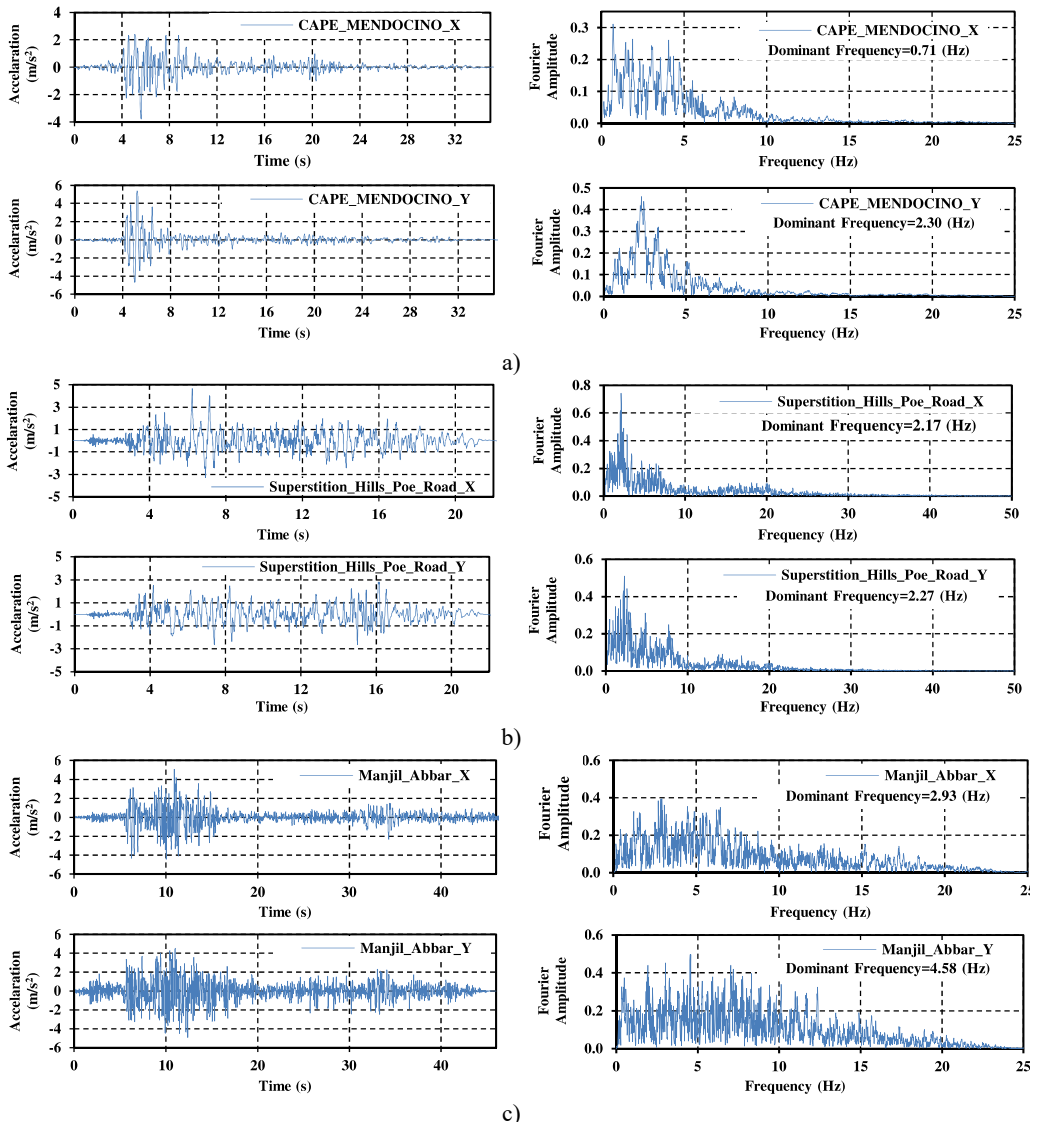 4
2
0
-2
-4
Accelaration
(m/s²)
CAPE_MENDOCINO_X
0 4 8 12 16 20 24 28 32
Time (s)
0.3
0.2
0.1
0.0
Fourier
Amplitude
CAPE_MENDOCINO_X
Dominant Frequency=0.71 (Hz)
0 5 10 15 20 25
Frequency (Hz)
6
4
2
0
-2
-4
-6
Accelaration
(m/s²)
CAPE_MENDOCINO_Y
0 4 8 12 16 20 24 28 32
Time (s)
0.5
0.4
0.3
0.2
0.1
0.0
Fourier
Amplitude
CAPE_MENDOCINO_Y
Dominant Frequency=2.30 (Hz)
0 5 10 15 20 25
Frequency (Hz)
a)
5
3
1
-1
-3
-5
Accelaration
(m/s²)
Superstition_Hills_Poe_Road_X
0 4 8 12 16 20
Time (s)
0.8
0.6
0.4
0.2
0.0
Fourier
Amplitude
Superstition_Hills_Poe_Road_X
Dominant Frequency=2.17 (Hz)
0 10 20 30 40 50
Frequency (Hz)
5
3
1
-1
-3
-5
Accelaration
(m/s²)
Superstition_Hills_Poe_Road_Y
0 4 8 12 16 20
Time (s)
0.6
0.4
0.2
0.0
Fourier
Amplitude
Superstition_Hills_Poe_Road_Y
Dominant Frequency=2.27 (Hz)
0 10 20 30 40 50
Frequency (Hz)
b)
6
4
2
0
-2
-4
-6
Accelaration
(m/s²)
Manjil_Abbar_X
0 10 20 30 40
Time (s)
0.6
0.4
0.2
0.0
Fourier
Amplitude
Manjil_Abbar_X
Dominant Frequency=2.93 (Hz)
0 5 10 15 20 25
Frequency (Hz)
6
4
2
0
-2
-4
-6
Accelaration
(m/s²)
Manjil_Abbar_Y
0 10 20 30 40
Time (s)
0.6
0.4
0.2
0.0
Fourier
Amplitude
Manjil_Abbar_Y
Dominant Frequency=4.58 (Hz)
0 5 10 15 20 25
Frequency (Hz)
c)